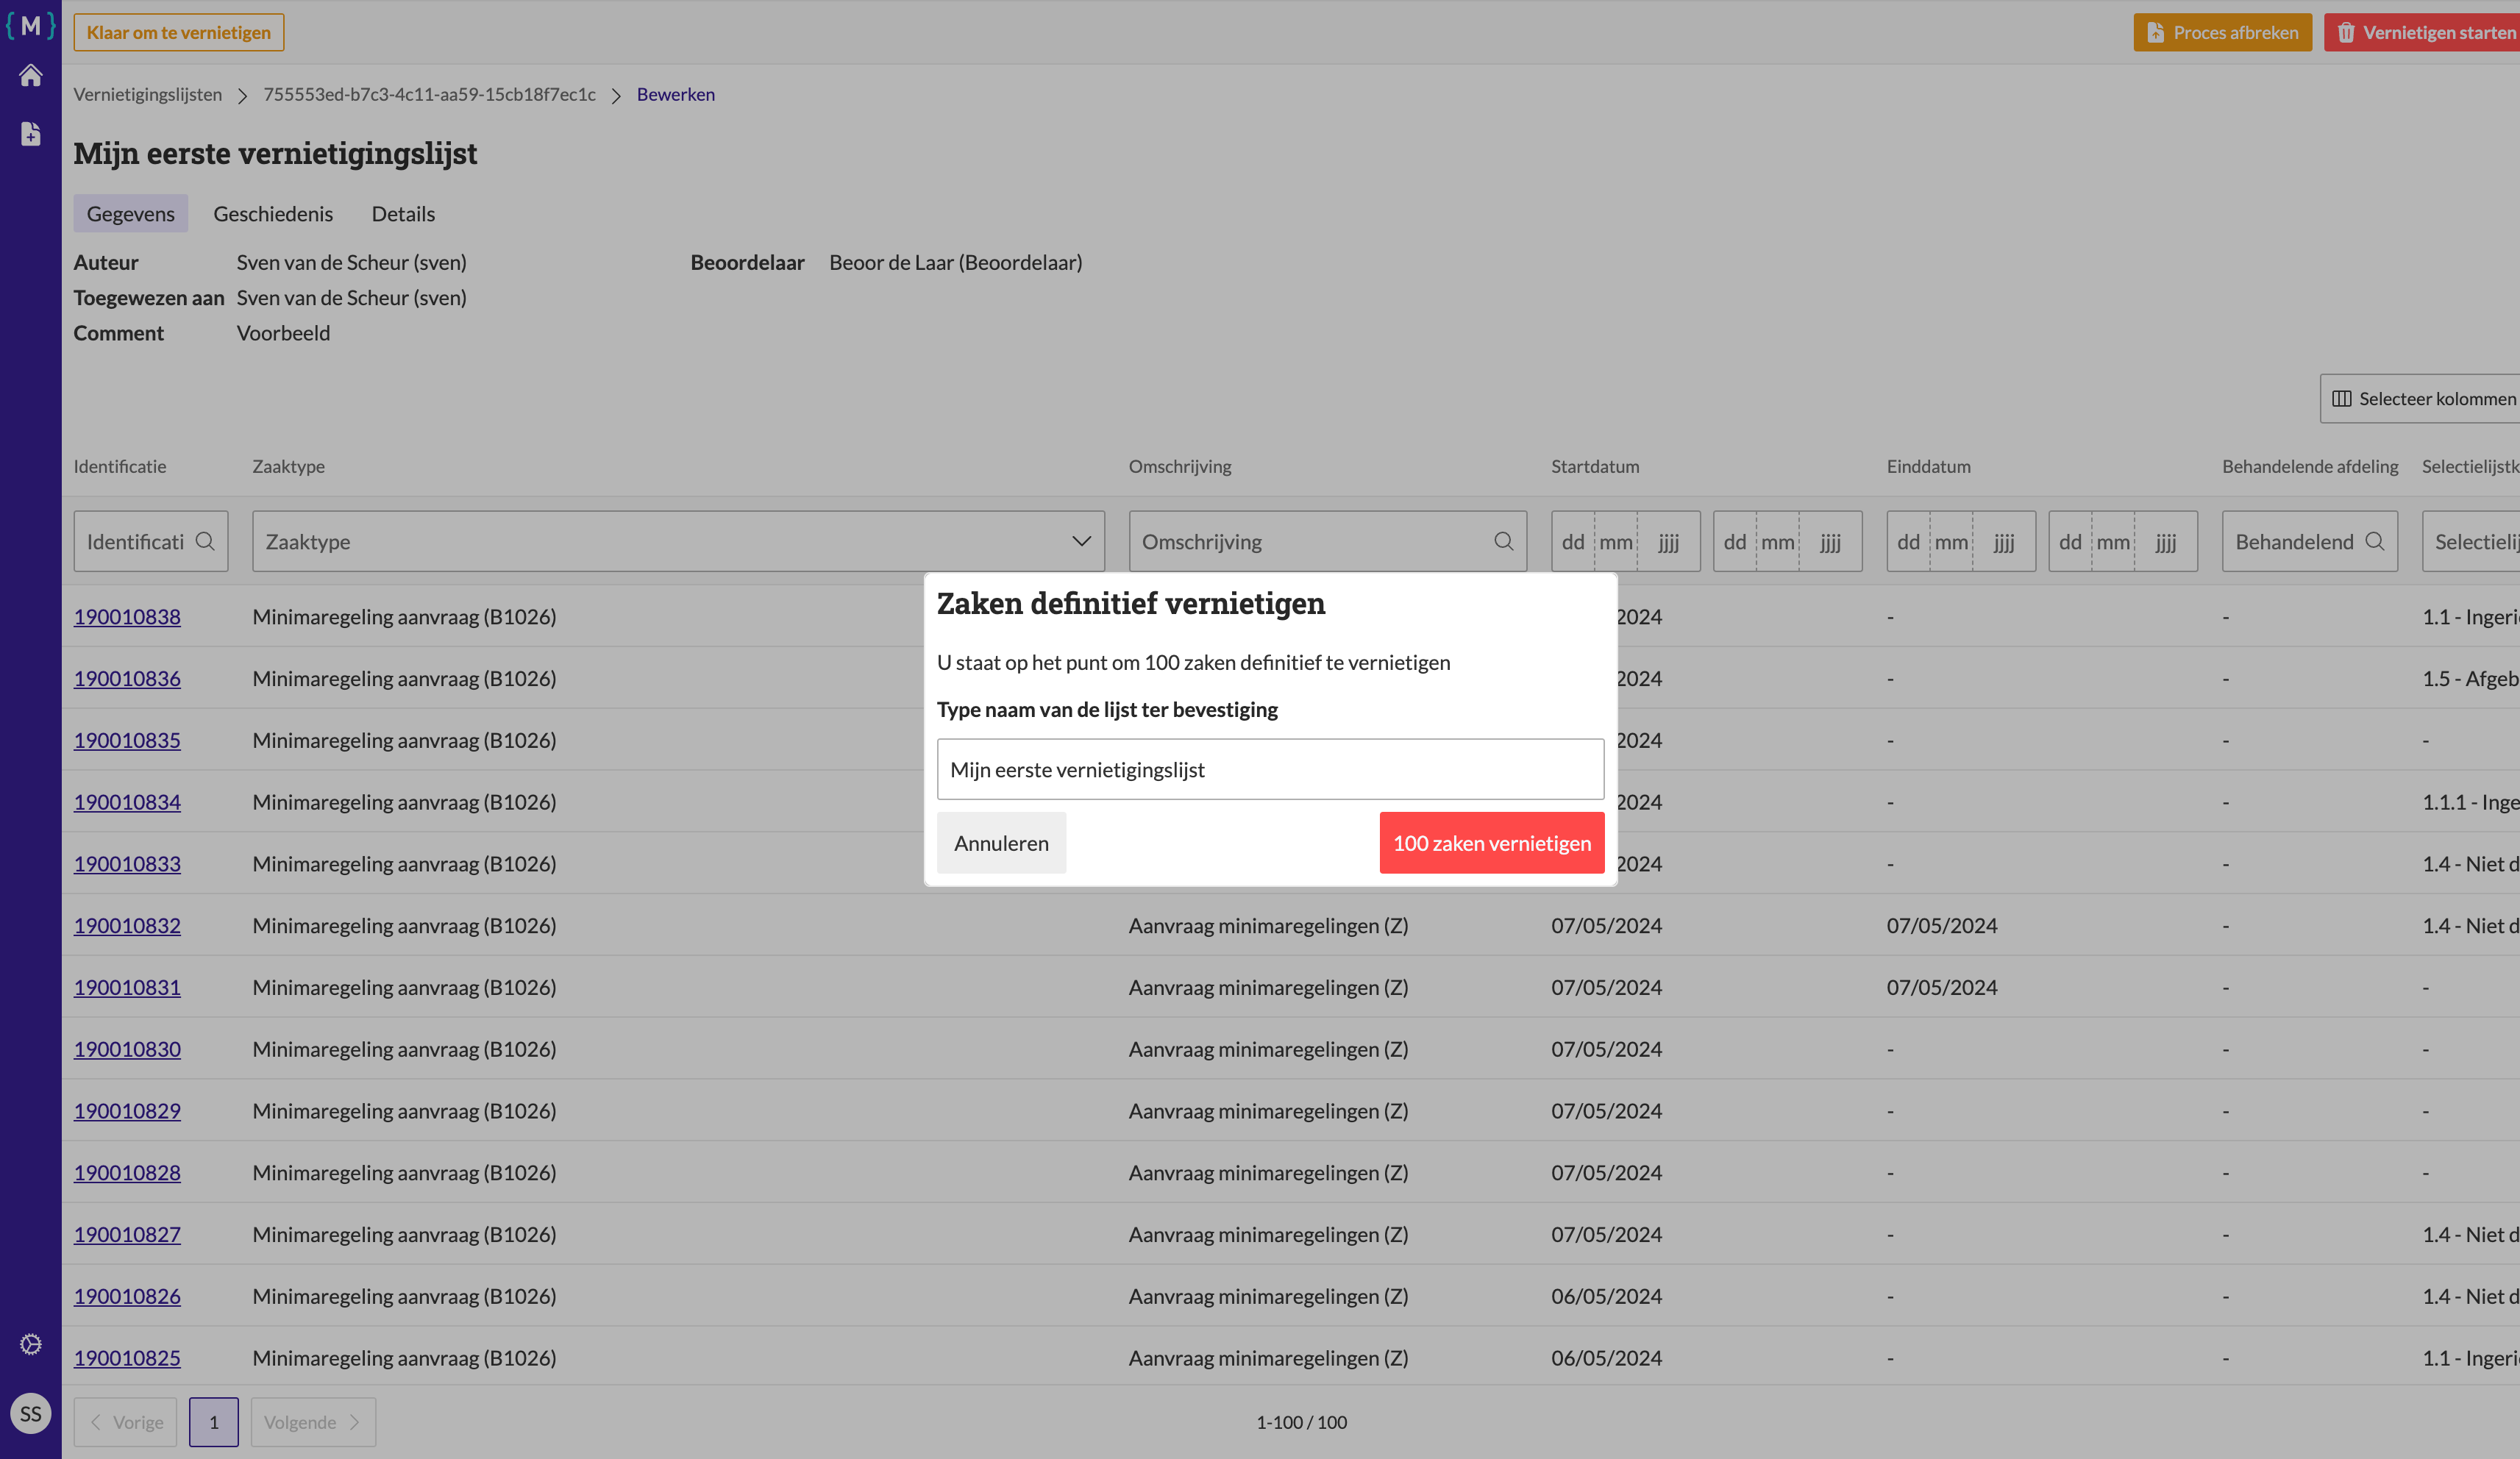 {M}
Klaar om te vernietigen
Proces afbreken
Vernietigen starten
Vernietigingslijsten > 755553ed-b7c3-4c11-aa59-15cb18f7ec1c > Bewerken
Mijn eerste vernietigingslijst
Gegevens Geschiedenis Details
Auteur Sven van de Scheur (sven) Beoordelaar Beoor de Laar (Beoordelaar)
Toegewezen aan Sven van de Scheur (sven)
Comment Voorbeeld
Selecteer kolommen
Identificatie Zaaktype Omschrijving Startdatum Einddatum Behandelende afdeling Selectielijstk
Identificati Zaaktype Omschrijving dd mm jjjj dd mm jjjj dd mm jjjj dd mm jjjj Behandelend Selectielij
190010838 Minimaregeling aanvraag (B1026) 2024 - - 1.1 - Ingeri
190010836 Minimaregeling aanvraag (B1026) 2024 - - 1.5 - Afgeb
190010835 Minimaregeling aanvraag (B1026) 2024 - - -
190010834 Minimaregeling aanvraag (B1026) 2024 - - 1.1.1 - Inge
190010833 Minimaregeling aanvraag (B1026) 2024 - - 1.4 - Niet d
190010832 Minimaregeling aanvraag (B1026) Aanvraag minimaregelingen (Z) 07/05/2024 07/05/2024 - 1.4 - Niet d
190010831 Minimaregeling aanvraag (B1026) Aanvraag minimaregelingen (Z) 07/05/2024 07/05/2024 - -
190010830 Minimaregeling aanvraag (B1026) Aanvraag minimaregelingen (Z) 07/05/2024 - - -
190010829 Minimaregeling aanvraag (B1026) Aanvraag minimaregelingen (Z) 07/05/2024 - - -
190010828 Minimaregeling aanvraag (B1026) Aanvraag minimaregelingen (Z) 07/05/2024 - - -
190010827 Minimaregeling aanvraag (B1026) Aanvraag minimaregelingen (Z) 07/05/2024 - - 1.4 - Niet d
190010826 Minimaregeling aanvraag (B1026) Aanvraag minimaregelingen (Z) 06/05/2024 - - 1.4 - Niet d
190010825 Minimaregeling aanvraag (B1026) Aanvraag minimaregelingen (Z) 06/05/2024 - - 1.1 - Ingeri
Zaken definitief vernietigen
U staat op het punt om 100 zaken definitief te vernietigen
Type naam van de lijst ter bevestiging
Mijn eerste vernietigingslijst
Annuleren 100 zaken vernietigen
SS
Vorige 1 Volgende 1-100 / 100